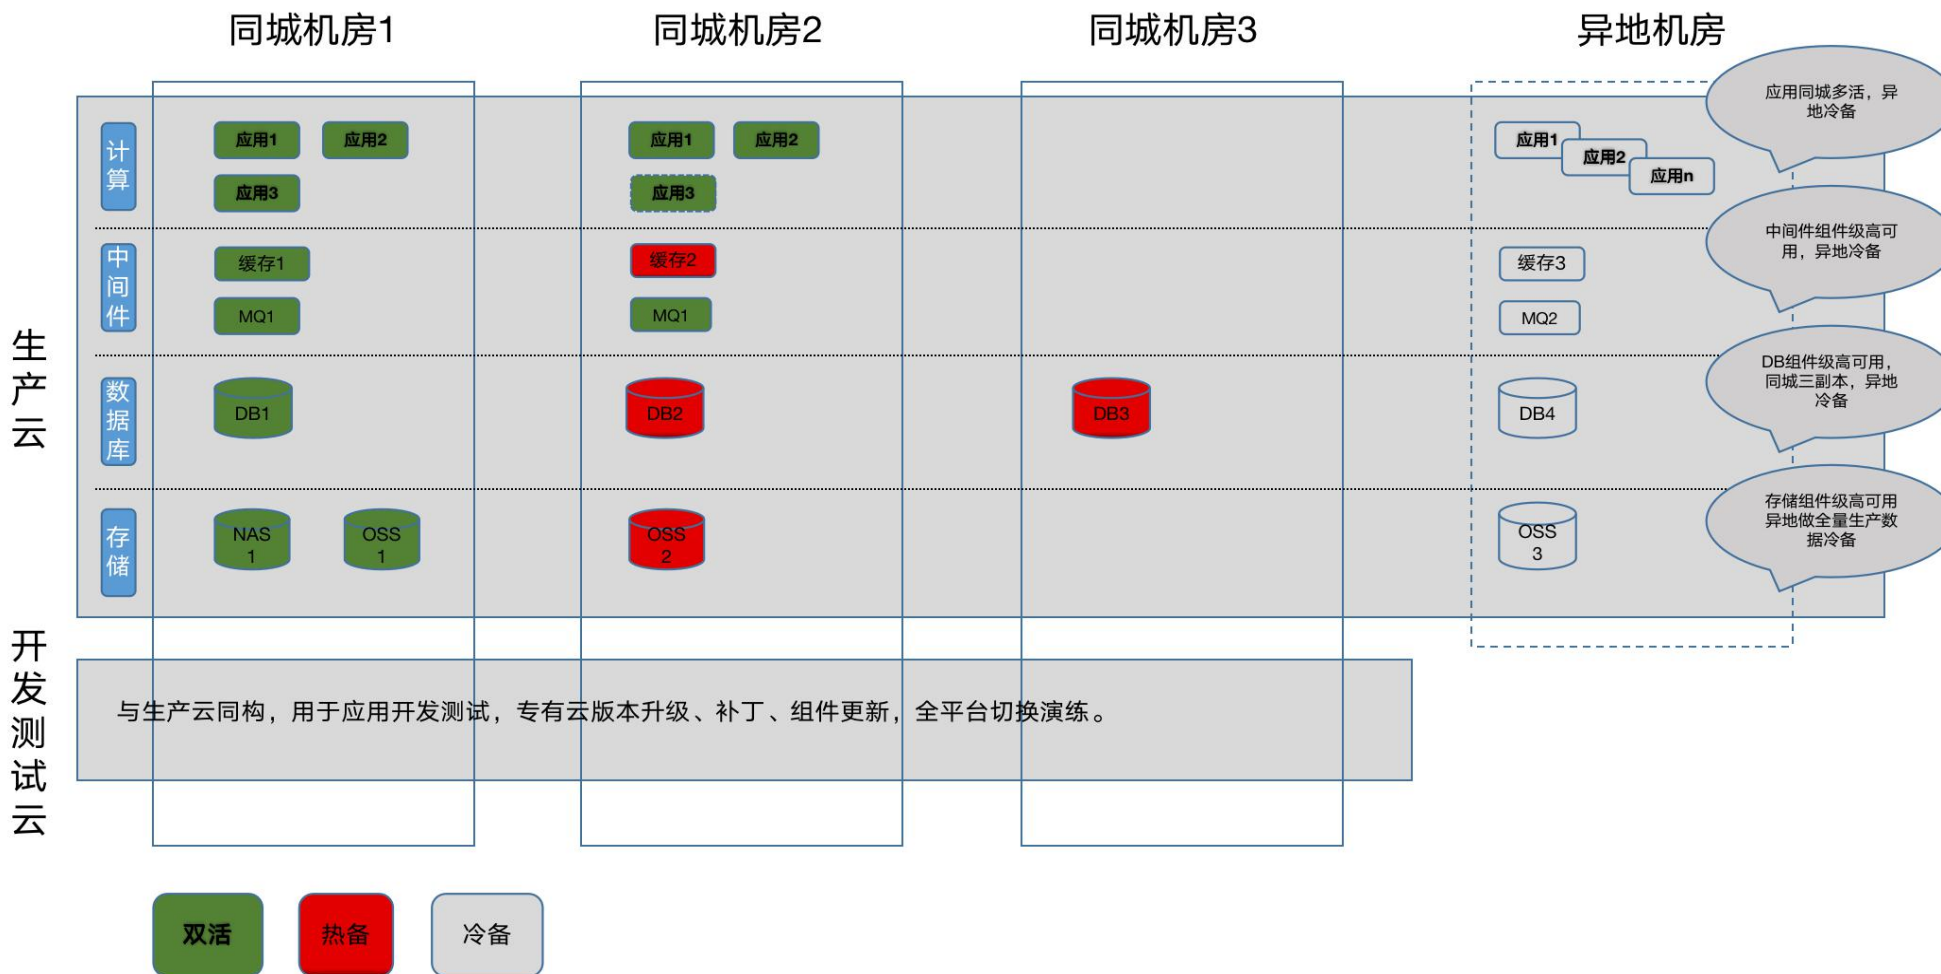 同城机房1
同城机房2
同城机房3
异地机房
应用同城多活，异
地冷备
生产云
计算
应用1
应用2
应用3
应用1
应用2
应用3
应用1
应用2
应用n
中间件
缓存1
MQ1
缓存2
MQ1
缓存3
MQ2
中间件组件级高可
用，异地冷备
数据库
DB1
DB2
DB3
DB4
DB组件级高可用，
同城三副本，异地
冷备
存储
NAS
1
OSS
1
OSS
2
OSS
3
存储组件级高可用
异地做全量生产数
据冷备
开发测试云
与生产云同构，用于应用开发测试，专有云版本升级、补丁、组件更新，全平台切换演练。
双活
热备
冷备